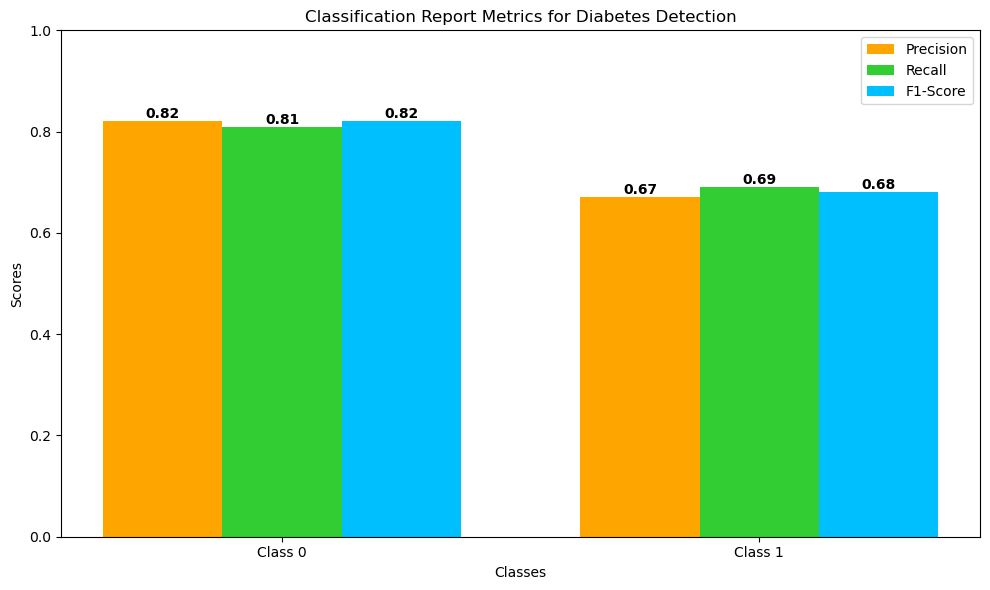 Classification Report Metrics for Diabetes Detection
Precision
Recall
F1-Score
1.0
0.8
0.6
0.4
0.2
0.0
Scores
0.82
0.81
0.82
0.67
0.69
0.68
Class 0
Class 1
Classes